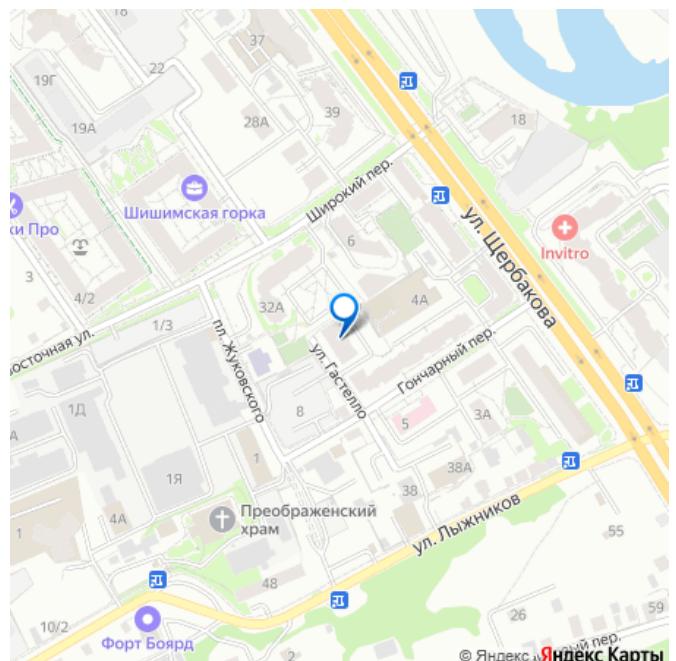 18
37
19Г
22
39
28А
19А
18
Широкий пер.
Шишимская горка
ки Про
ул. Щербакова
Invitro
6
3
4/2
32А
4А
1/3
восточная ул.
пл. Жуковского
ул. Гастелло
Гончарный пер.
1Д
8
5
3А
А
1
38А
1Я
38
4А
1
Преображенский
храм
ул. Лыжников
55
48
10/2
Форт Боярд
2
26
59
© Яндекс
Яндекс Карты